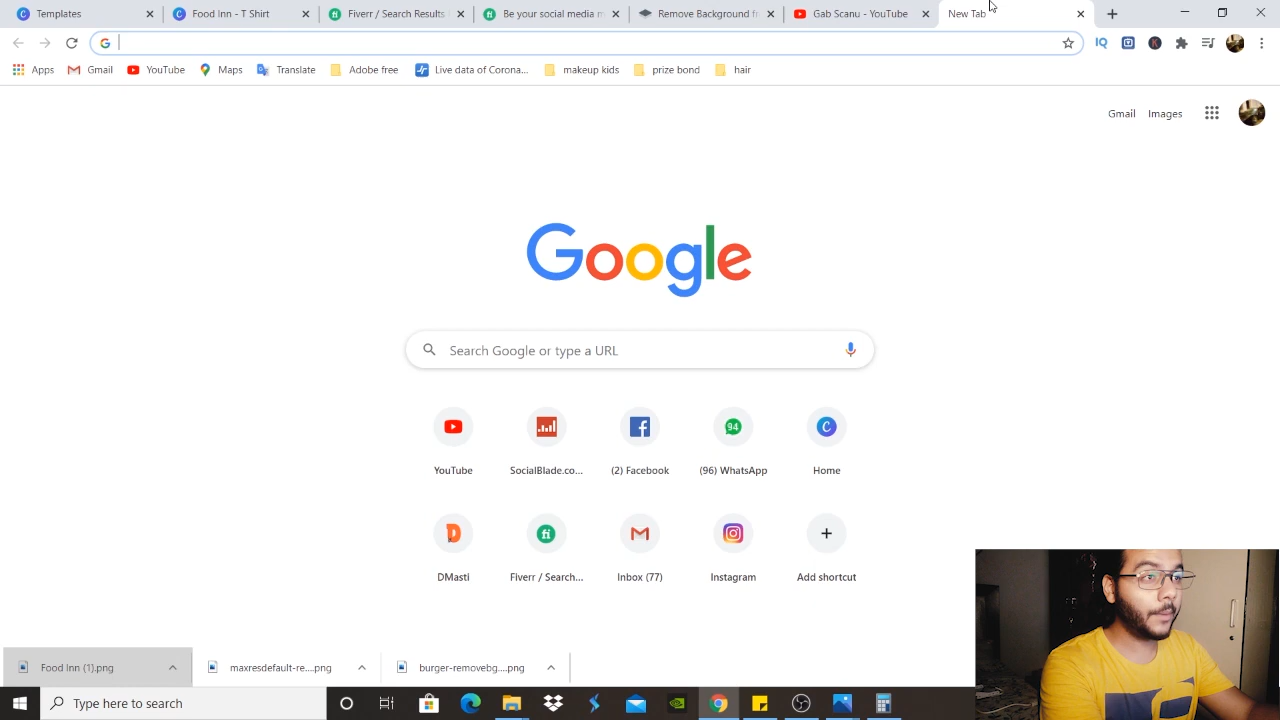 Templates
Food Inn - T Shirt
Fiverr / Search Results
Be your social media m
Remove Background f
Gab Scanu - YouTube
New Tab
Apps
Gmail
YouTube
Maps
Translate
Adobe free
Live data of Corona...
makeup kids
prize bond
hair
Gmail
Images
Google
Search Google or type a URL
94
YouTube
SocialBlade.co...
(2) Facebook
(96) WhatsApp
Home
DMasti
Fiverr / Search...
Inbox (77)
Instagram
Add shortcut
Food Inn (1).png
maxresdefault-re....png
burger-removebg....png
Type here to search